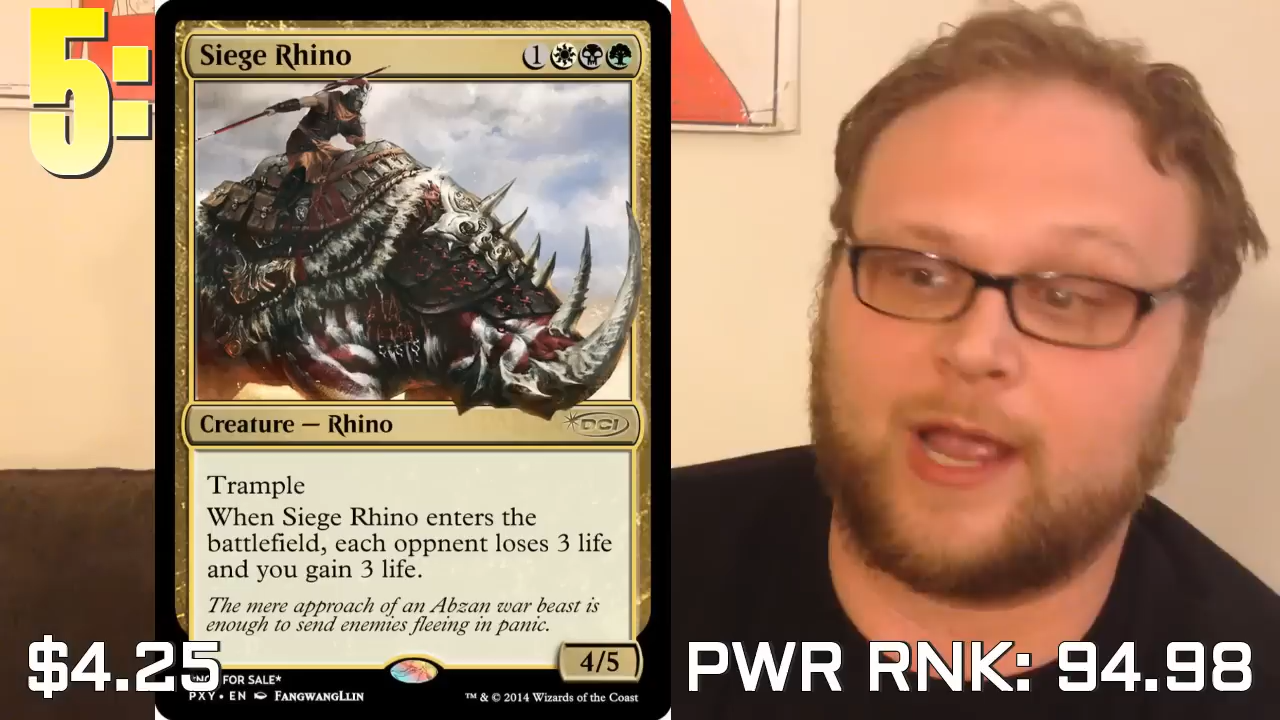 5:
Siege Rhino 1
Creature — Rhino
DCI
Trample
When Siege Rhino enters the
battlefield, each oppnent loses 3 life
and you gain 3 life.
The mere approach of an Abzan war beast is
enough to send enemies fleeing in panic.
4/5
$4.25
FOR SALE*
PXY • EN FANGWANGLLIN
™ & © 2014 Wizards of the Coast
PWR RNK: 94.98